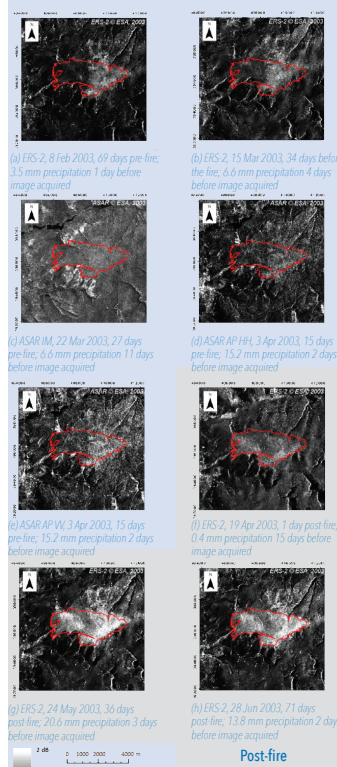 ERS-2 © ESA, 2003
ERS-2 © ESA, 2003
(a) ERS-2, 8 Feb 2003, 69 days pre-fire;
3.5 mm precipitation 1 day before
image acquired
(b) ERS-2, 15 Mar 2003, 34 days before
the fire; 6.6 mm precipitation 4 days
before image acquired
ASAR © ESA, 2003
ASAR © ESA, 2003
(c) ASAR IM, 22 Mar 2003, 27 days
pre-fire; 6.6 mm precipitation 11 days
before image acquired
(d) ASAR AP HH, 3 Apr 2003, 15 days
pre-fire; 15.2 mm precipitation 2 days
before image acquired
ASAR © ESA, 2003
ERS-2 © ESA, 2003
(e) ASAR AP VV, 3 Apr 2003, 15 days
pre-fire; 15.2 mm precipitation 2 days
before image acquired
(f) ERS-2, 19 Apr 2003, 1 day post-fire,
0.4 mm precipitation 15 days before
image acquired
ERS-2 © ESA, 2003
ERS-2 © ESA, 2003
(g) ERS-2, 24 May 2003, 36 days
post-fire; 20.6 mm precipitation 3 days
before image acquired
(h) ERS-2, 28 Jun 2003, 71 days
post-fire; 13.8 mm precipitation 2 day
before image acquired
2 dB
0 1000 2000 4000 m
Post-fire